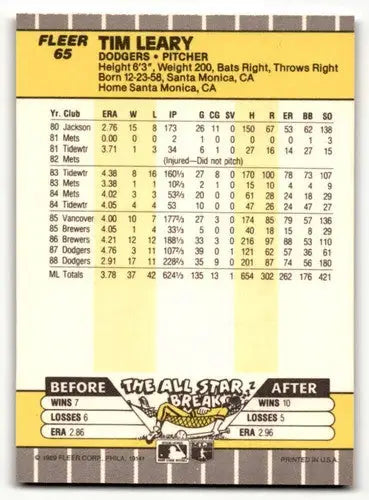 FLEER
65
TIM LEARY
DODGERS • PITCHER
Height 6'3", Weight 200, Bats Right, Throws Right
Born 12-23-58, Santa Monica, CA
Home Santa Monica, CA
Yr. Club ERA W L IP G CG SV H R ER BB SO
80 Jackson 2.76 15 8 173 26 11 0 150 67 53 62 138
81 Mets 0.00 0 0 2 1 0 0 0 0 0 1 3
81 Tidewtr 3.71 1 3 34 6 1 0 27 16 14 27 15
82 Mets (Injured—Did not pitch)
83 Tidewtr 4.38 8 16 160⅓ 27 8 0 170 100 78 73 107
83 Mets 3.38 1 1 10⅔ 2 1 0 15 10 4 4 9
84 Mets 4.02 3 3 53⅔ 20 0 0 61 28 24 18 29
84 Tidewtr 4.05 4 4 53 10 0 0 47 26 24 42 27
85 Vancouver 4.00 10 7 177⅓ 27 3 0 174 85 79 57 136
85 Brewers 4.05 1 4 33⅓ 5 0 0 40 18 15 8 29
86 Brewers 4.21 12 12 188⅓ 33 3 0 216 97 88 53 110
87 Dodgers 4.76 3 11 107⅔ 39 0 1 121 62 57 36 61
88 Dodgers 2.91 17 11 228⅔ 35 9 0 201 87 74 56 180
ML Totals 3.78 37 42 624⅓ 135 13 1 654 302 262 176 421
BEFORE THE ALL STAR BREAK AFTER
WINS 7 WINS 10
LOSSES 6 LOSSES 5
ERA 2.86 ERA 2.96
© 1989 FLEER CORP., PHILA. 19141 PRINTED IN U.S.A.